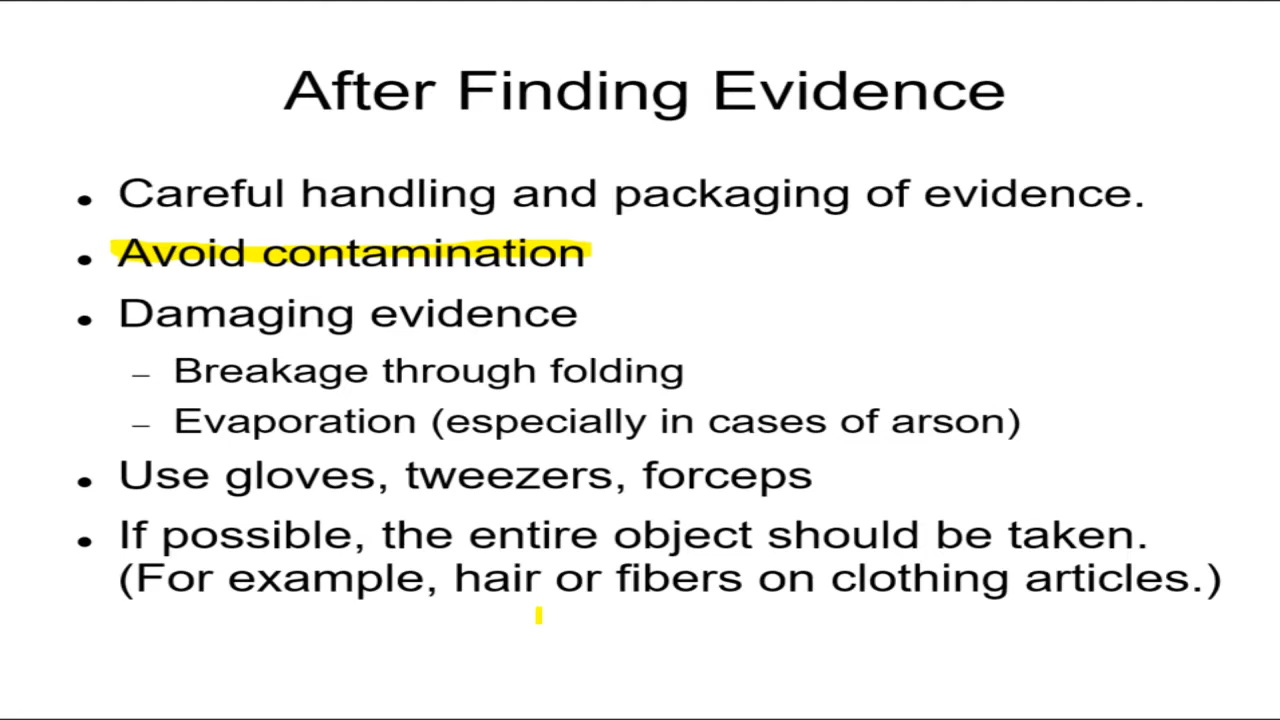 After Finding Evidence
• Careful handling and packaging of evidence.
• Avoid contamination
• Damaging evidence
– Breakage through folding
– Evaporation (especially in cases of arson)
• Use gloves, tweezers, forceps
• If possible, the entire object should be taken.
(For example, hair or fibers on clothing articles.)